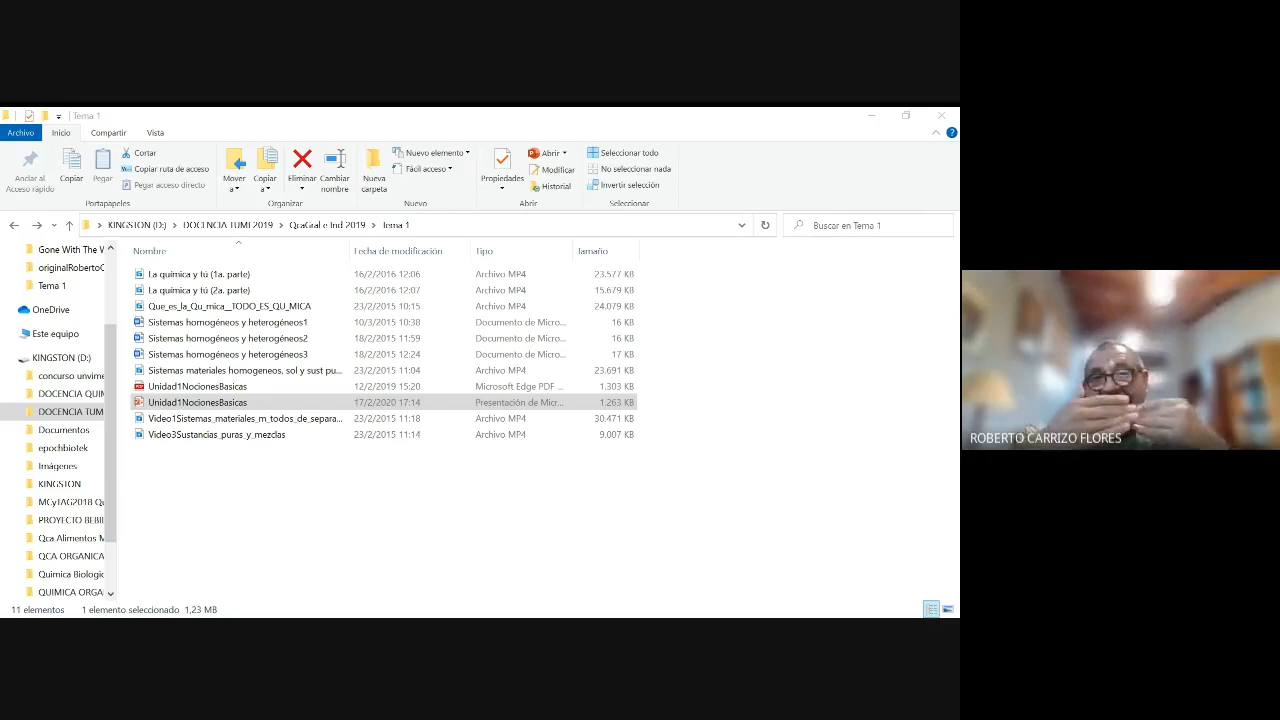 Tema 1
Archivo Inicio Compartir Vista
Anclar al Acceso rápido
Copiar
Pegar
Cortar
Copiar ruta de acceso
Pegar acceso directo
Mover a
Copiar a
Eliminar
Cambiar nombre
Nueva carpeta
Nuevo elemento
Fácil acceso
Propiedades
Abrir
Modificar
Historial
Seleccionar todo
No seleccionar nada
Invertir selección
Portapapeles Organizar Nuevo Abrir Seleccionar
KINGSTON (D:) DOCENCIA TUMI 2019 QcaGral e Ind 2019 Tema 1
Buscar en Tema 1
Gone With The W
originalRobertoC
Tema 1
OneDrive
Este equipo
KINGSTON (D:)
concurso unvime
DOCENCIA QUIM
DOCENCIA TUM
Documentos
epochbiotek
Imágenes
KINGSTON
MCyTAG2018 Qu
PROYECTO BEBI
Qca Alimentos M
QCA ORGANICA
Quimica Biologic
QUIMICA ORGA
Nombre Fecha de modificación Tipo Tamaño
La química y tú (1a. parte) 16/2/2016 12:06 Archivo MP4 23.577 KB
La química y tú (2a. parte) 16/2/2016 12:07 Archivo MP4 15.679 KB
Que_es_la_Qu_mica__TODO_ES_QU_MICA 23/2/2015 10:15 Archivo MP4 24.079 KB
Sistemas homogéneos y heterogéneos1 10/3/2015 10:38 Documento de Micro... 16 KB
Sistemas homogéneos y heterogéneos2 18/2/2015 11:59 Documento de Micro... 16 KB
Sistemas homogéneos y heterogéneos3 18/2/2015 12:24 Documento de Micro... 17 KB
Sistemas materiales homogeneos, sol y sust pu... 23/2/2015 11:04 Archivo MP4 23.691 KB
Unidad1NocionesBasicas 12/2/2019 15:20 Microsoft Edge PDF ... 1.303 KB
Unidad1NocionesBasicas 17/2/2020 17:14 Presentación de Micr... 1.263 KB
Video1Sistemas_materiales_m_todos_de_separa... 23/2/2015 11:18 Archivo MP4 30.471 KB
Video3Sustancias_puras_y_mezclas 23/2/2015 11:14 Archivo MP4 9.007 KB
11 elementos 1 elemento seleccionado 1,23 MB
ROBERTO CARRIZO FLORES